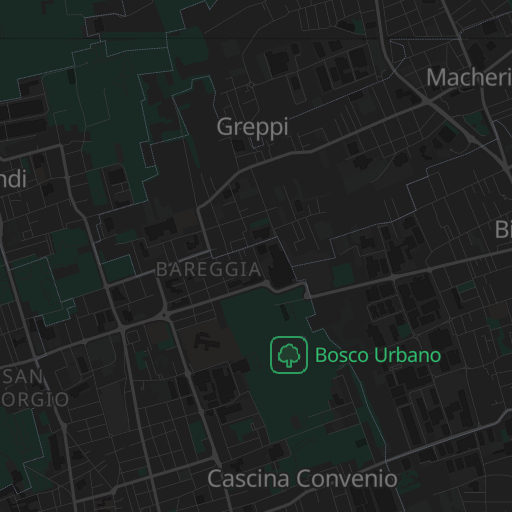 Macheri
Greppi
ndi
Bi
BAREGGIA
Bosco Urbano
SAN
ORGIO
Cascina Convenio